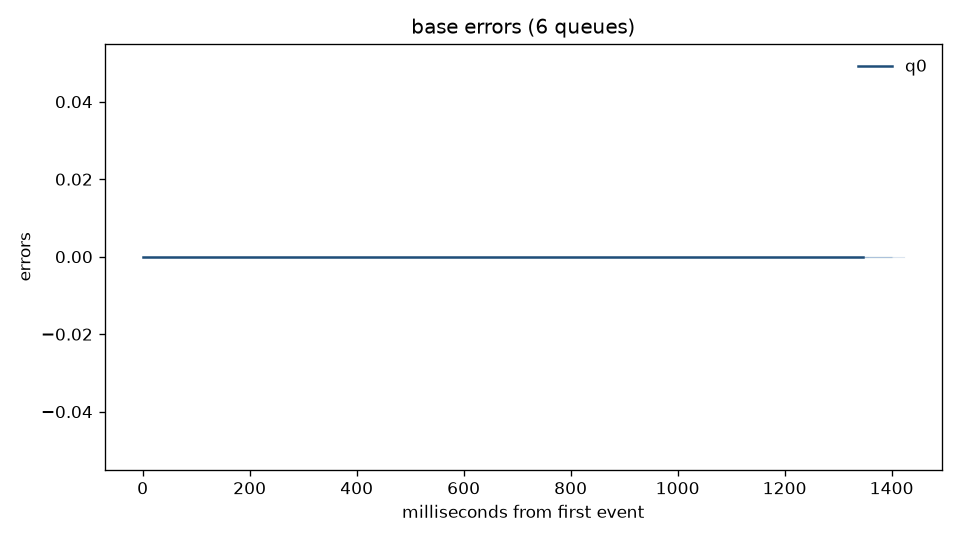 base errors (6 queues)
q0
errors
0.04
0.02
0.00
−0.02
−0.04
0 200 400 600 800 1000 1200 1400
milliseconds from first event